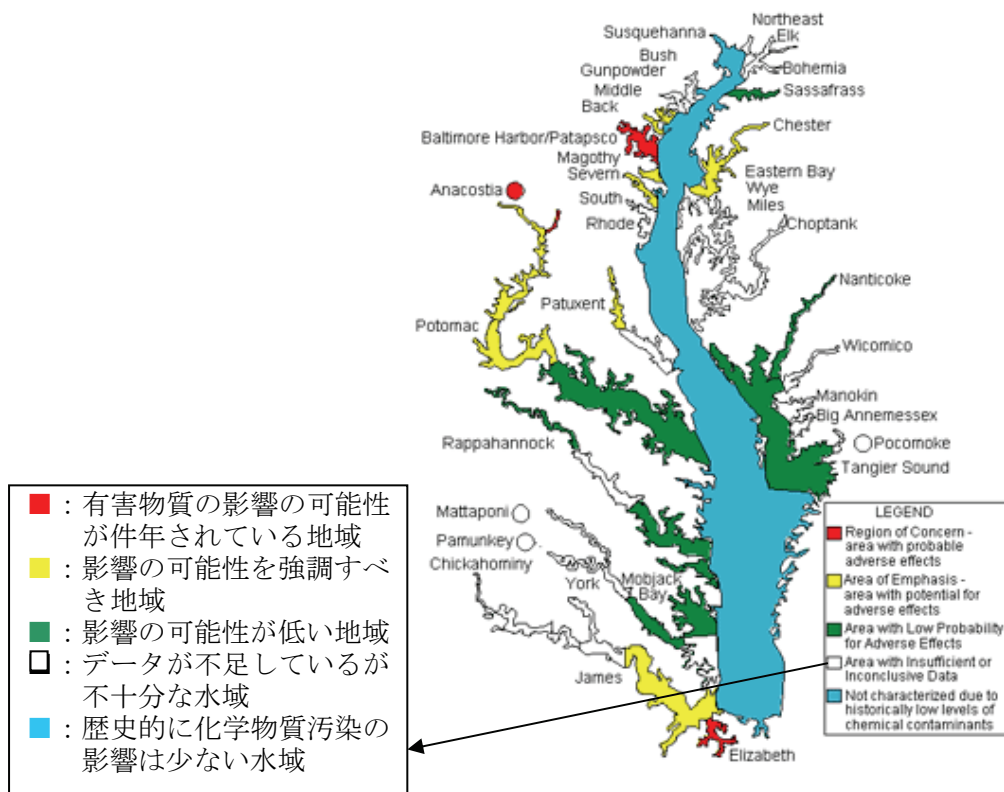 Northeast
Susquehanna
Elk
Bush
Bohemia
Gunpowder
Middle
Sassafrass
Back
Chester
Baltimore Harbor/Patapsco
Magothy
Severn
Eastern Bay
Wye
Miles
Anacostia
South
Rhode
Choptank
Nanticoke
Patuxent
Potomac
Wicomico
Manokin
Big Annemessex
Rappahannock
Pocomoke
Tangier Sound
Mattaponi
Pamunkey
Chickahominy
York
Mobjack
Bay
James
Elizabeth
LEGEND
Region of Concern -
area with probable
adverse effects
Area of Emphasis -
area with potential for
adverse effects
Area with Low Probability
for Adverse Effects
Area with Insufficient or
Inconclusive Data
Not characterized due to
historically low levels of
chemical contaminants
：有害物質の影響の可能性
が件年されている地域
：影響の可能性を強調すべ
き地域
：影響の可能性が低い地域
：データが不足しているが
不十分な水域
：歴史的に化学物質汚染の
影響は少ない水域